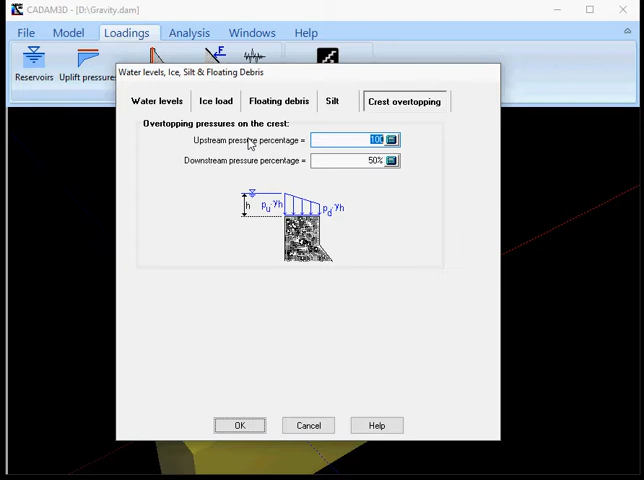 CADAM3D - [D:\Gravity.dam]
File Model Loadings Analysis Windows Help
Reservoirs Uplift pressures
Water levels, Ice, Silt & Floating Debris
Water levels Ice load Floating debris Silt Crest overtopping
Overtopping pressures on the crest:
Upstream pressure percentage = 100
Downstream pressure percentage = 50%
h pu·γh pd·γh
OK Cancel Help